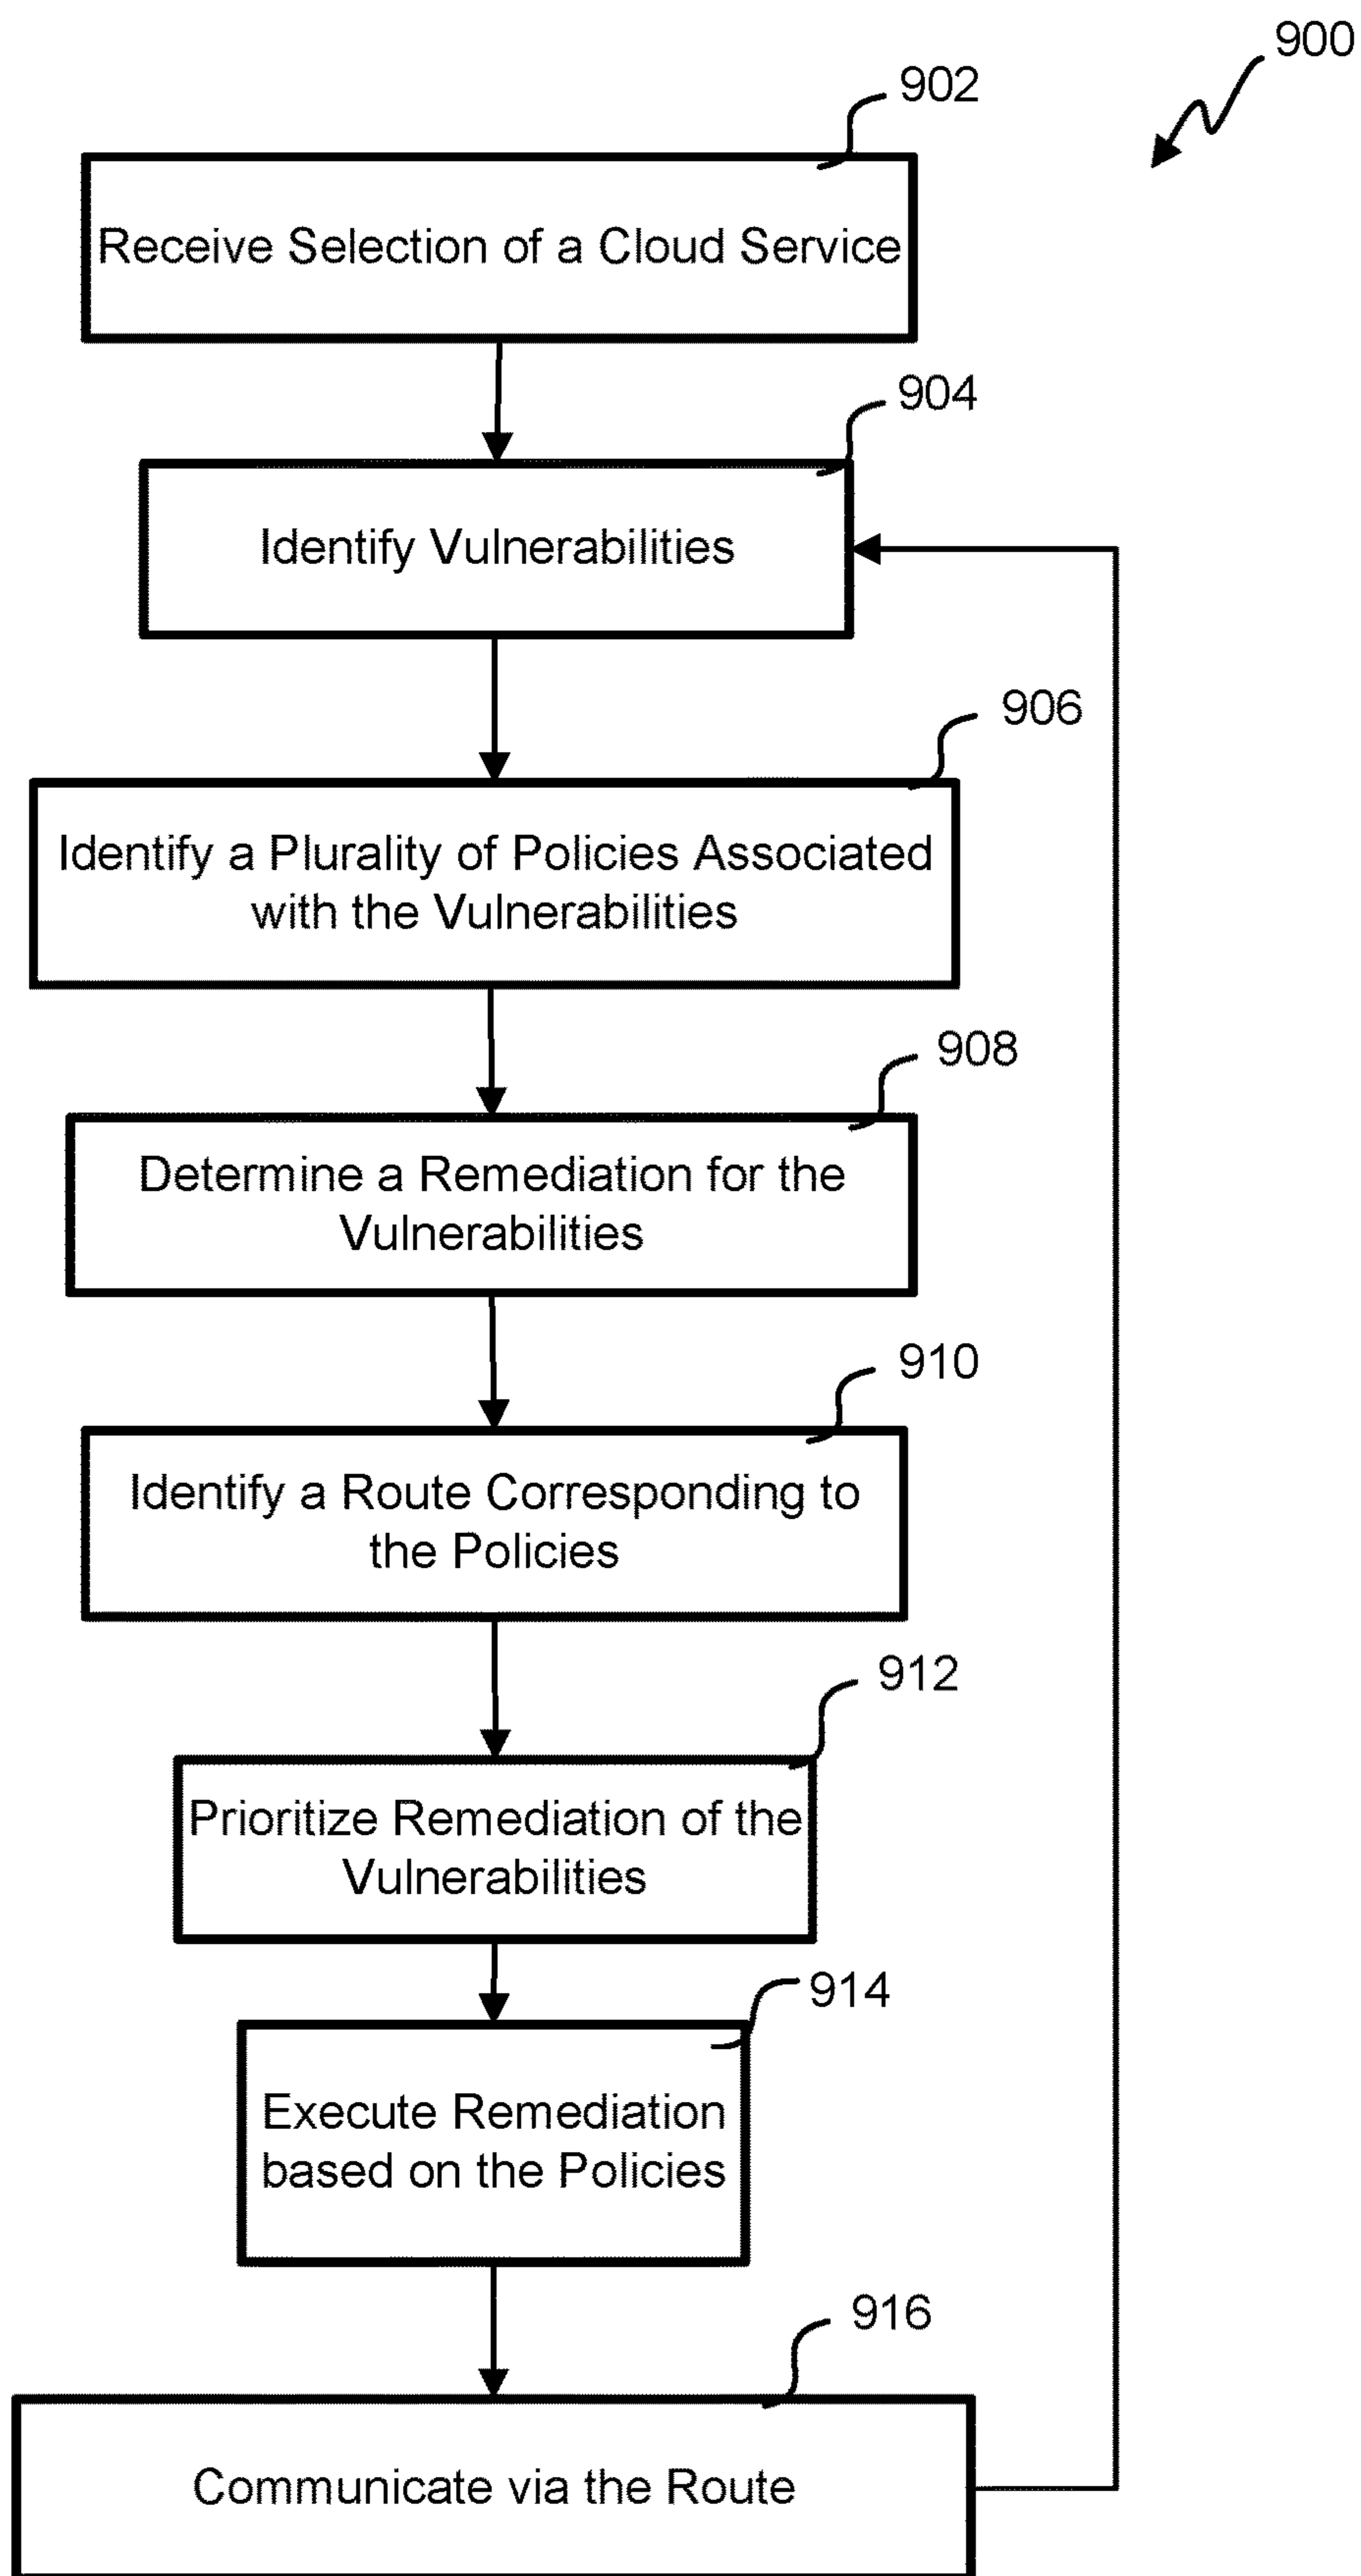 900
902
Receive Selection of a Cloud Service
904
Identify Vulnerabilities
906
Identify a Plurality of Policies Associated
with the Vulnerabilities
908
Determine a Remediation for the
Vulnerabilities
910
Identify a Route Corresponding to
the Policies
912
Prioritize Remediation of the
Vulnerabilities
914
Execute Remediation
based on the Policies
916
Communicate via the Route